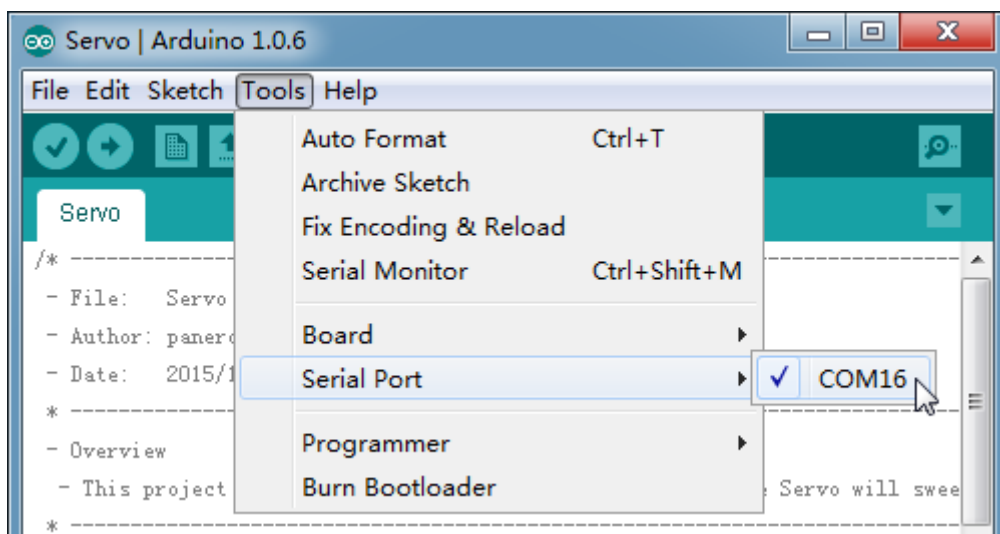 Servo | Arduino 1.0.6
File Edit Sketch Tools Help
Auto Format Ctrl+T
Archive Sketch
Servo
Fix Encoding & Reload
/* ----------------
Serial Monitor Ctrl+Shift+M
- File: Servo
- Author:
Board
- Date: 2015/1
Serial Port
COM16
* ----------------
- Overview
Programmer
- This project
Burn Bootloader
Servo will swee
* ----------------